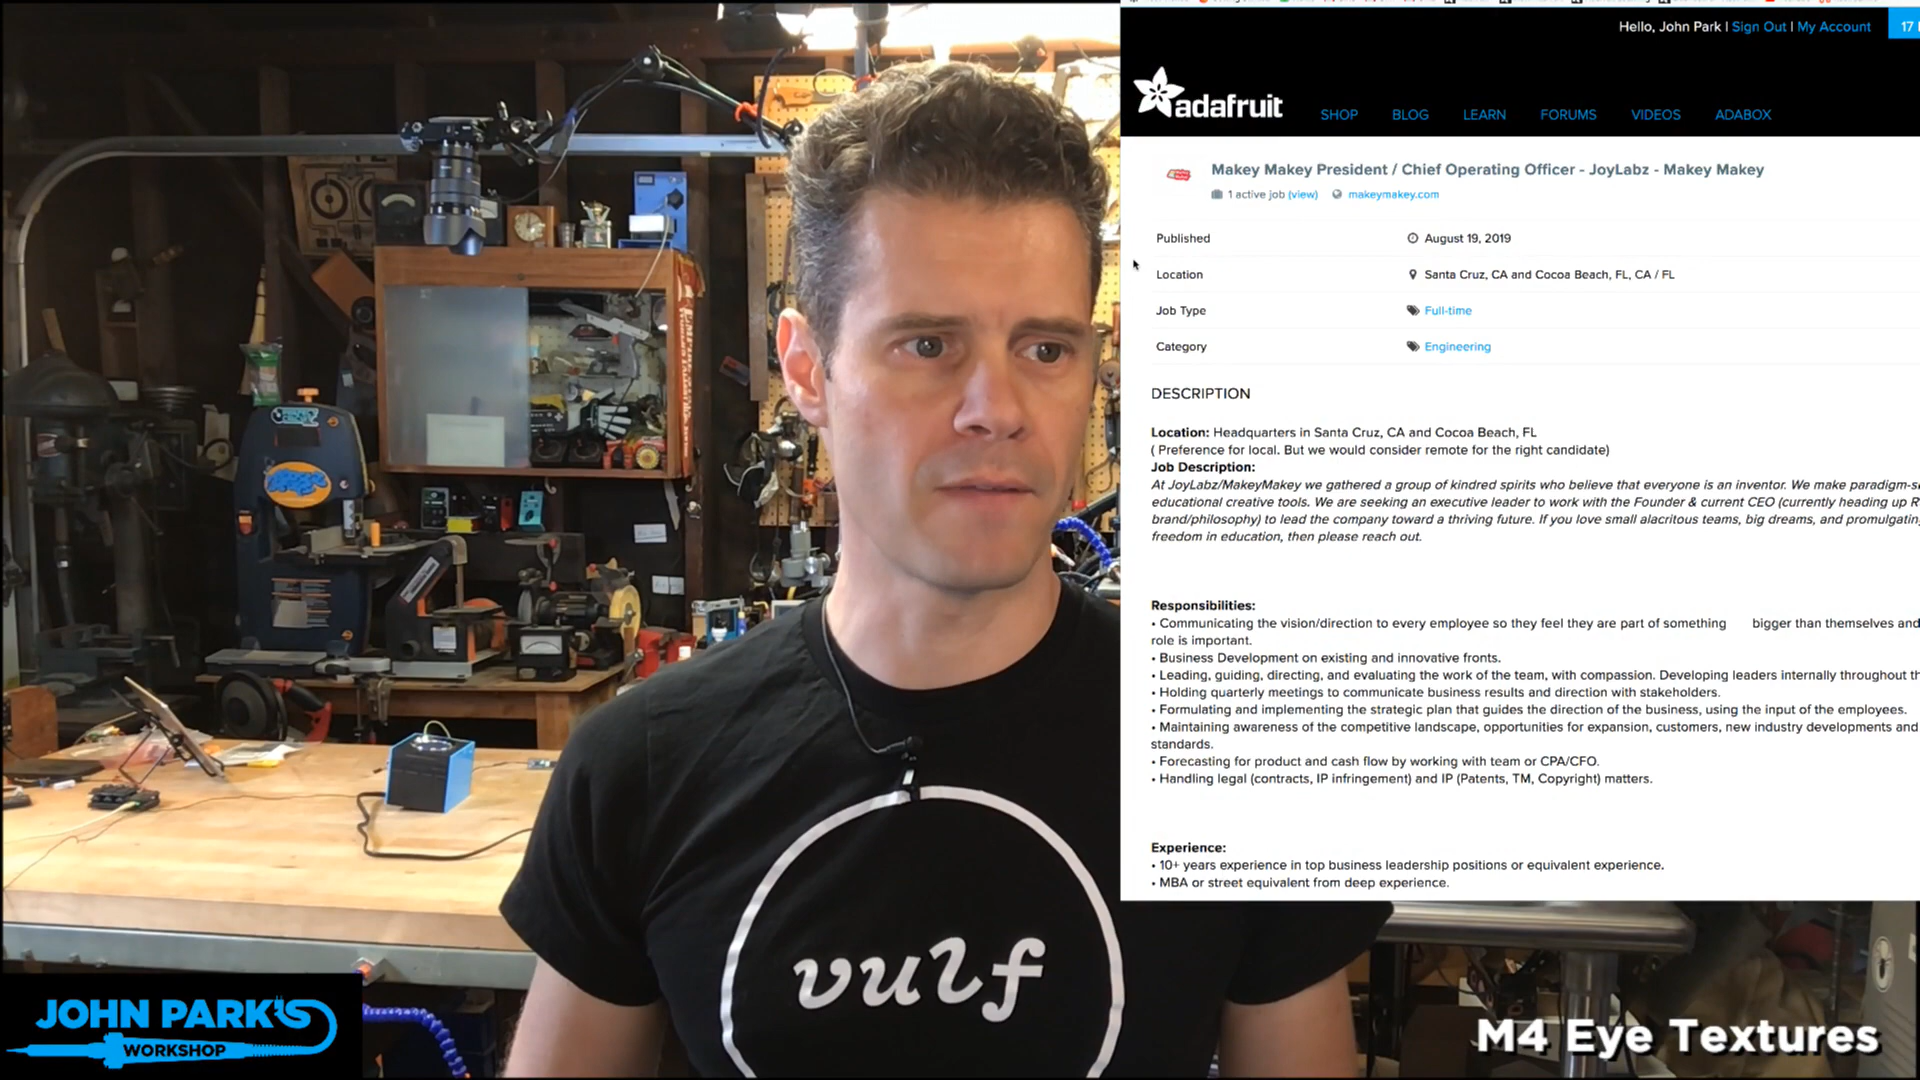 Hello, John Park | Sign Out | My Account
17
adafruit
SHOP BLOG LEARN FORUMS VIDEOS ADABOX
Makey Makey President / Chief Operating Officer - JoyLabz - Makey Makey
1 active job (view) makeymakey.com
Published August 19, 2019
Location Santa Cruz, CA and Cocoa Beach, FL, CA / FL
Job Type Full-time
Category Engineering
DESCRIPTION
Location: Headquarters in Santa Cruz, CA and Cocoa Beach, FL
( Preference for local. But we would consider remote for the right candidate)
Job Description:
At JoyLabz/MakeyMakey we gathered a group of kindred spirits who believe that everyone is an inventor. We make paradigm-s
educational creative tools. We are seeking an executive leader to work with the Founder & current CEO (currently heading up R
brand/philosophy) to lead the company toward a thriving future. If you love small alacritous teams, big dreams, and promulgatin
freedom in education, then please reach out.
Responsibilities:
• Communicating the vision/direction to every employee so they feel they are part of something bigger than themselves and
role is important.
• Business Development on existing and innovative fronts.
• Leading, guiding, directing, and evaluating the work of the team, with compassion. Developing leaders internally throughout th
• Holding quarterly meetings to communicate business results and direction with stakeholders.
• Formulating and implementing the strategic plan that guides the direction of the business, using the input of the employees.
• Maintaining awareness of the competitive landscape, opportunities for expansion, customers, new industry developments and
standards.
• Forecasting for product and cash flow by working with team or CPA/CFO.
• Handling legal (contracts, IP infringement) and IP (Patents, TM, Copyright) matters.
Experience:
• 10+ years experience in top business leadership positions or equivalent experience.
• MBA or street equivalent from deep experience.
vulf
JOHN PARK'S
WORKSHOP
M4 Eye Textures